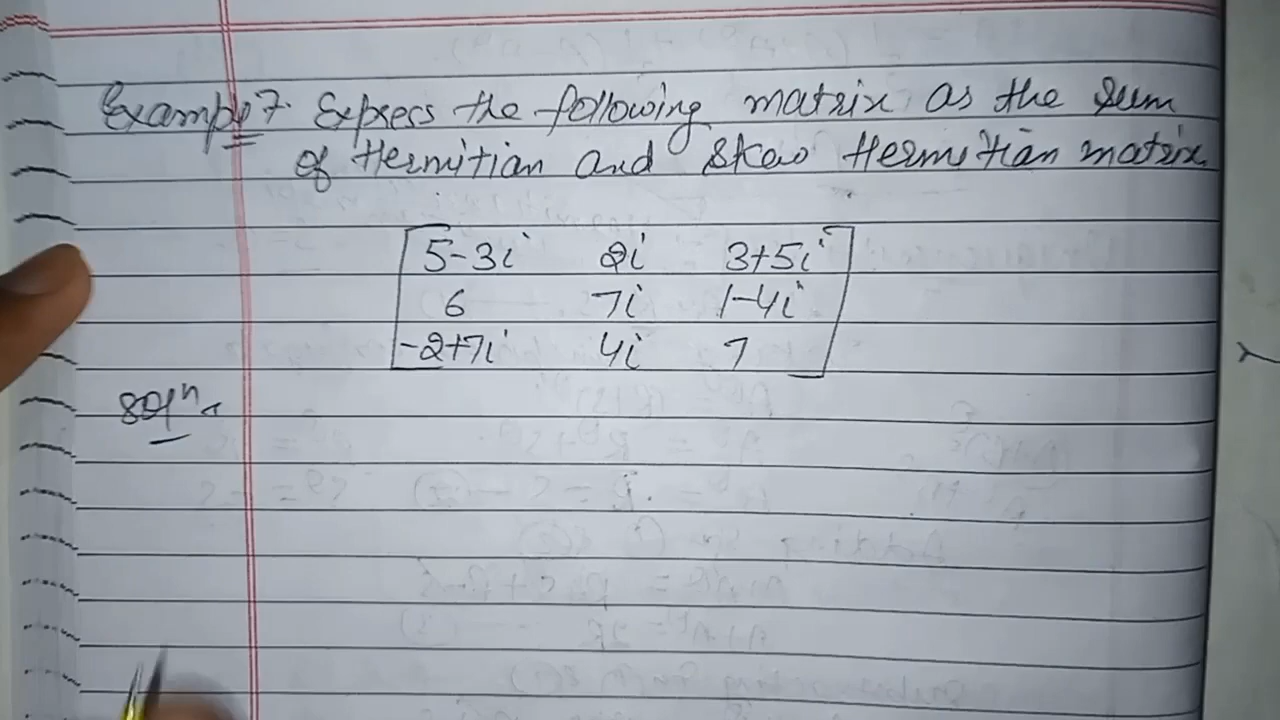 Example 7. Express the following matrix as the sum
of Hermitian and skew Hermitian matrix
5-3i 2i 3+5i
6 7i 1-4i
-2+7i 4i 7
Solⁿ